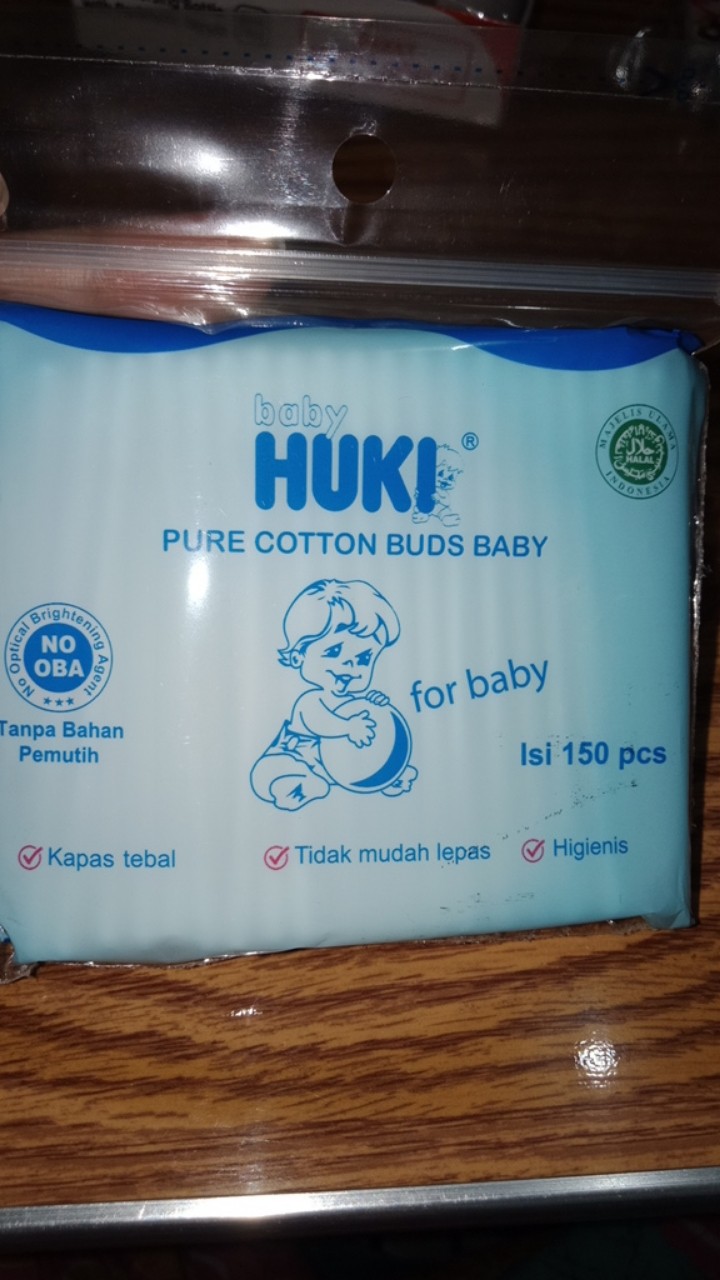 baby
HUKI ®
PURE COTTON BUDS BABY
MAJELIS ULAMA
حلال
HALAL
INDONESIA
No Optical Brightening Agent
NO
OBA
Tanpa Bahan
Pemutih
for baby
Isi 150 pcs
Kapas tebal
Tidak mudah lepas
Higienis